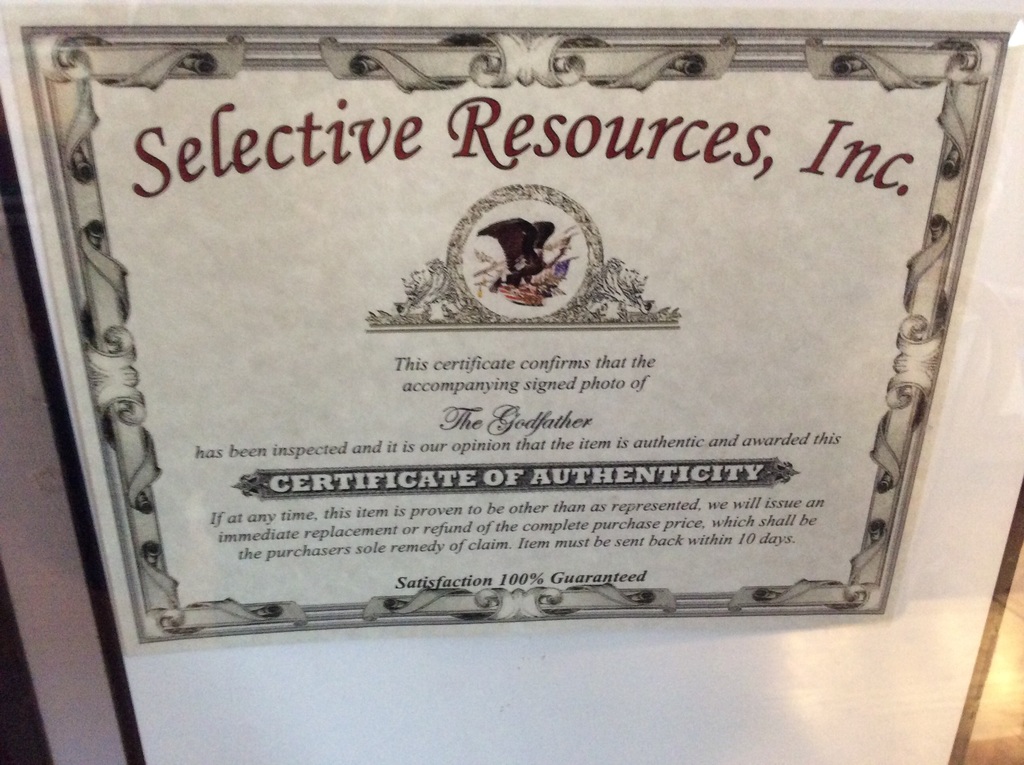 Selective Resources, Inc.
This certificate confirms that the
accompanying signed photo of
The Godfather
has been inspected and it is our opinion that the item is authentic and awarded this
CERTIFICATE OF AUTHENTICITY
If at any time, this item is proven to be other than as represented, we will issue an
immediate replacement or refund of the complete purchase price, which shall be
the purchasers sole remedy of claim. Item must be sent back within 10 days.
Satisfaction 100% Guaranteed